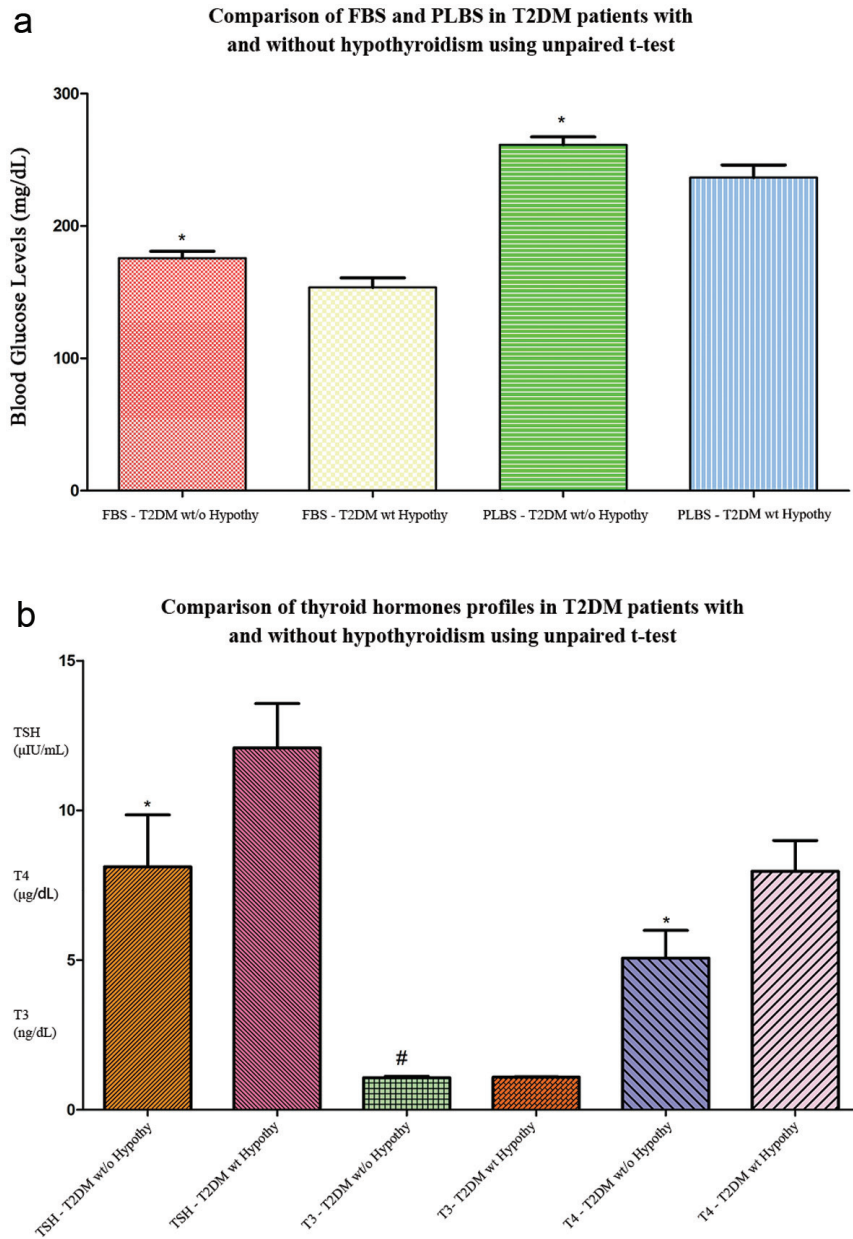 a
Comparison of FBS and PLBS in T2DM patients with
and without hypothyroidism using unpaired t-test
Blood Glucose Levels (mg/dL)
300
200
100
0
*
*
FBS - T2DM wt/o Hypothy
FBS - T2DM wt Hypothy
PLBS - T2DM wt/o Hypothy
PLBS - T2DM wt Hypothy
b
Comparison of thyroid hormones profiles in T2DM patients with
and without hypothyroidism using unpaired t-test
15
10
5
0
TSH
(µIU/mL)
T4
(µg/dL)
T3
(ng/dL)
*
#
*
TSH - T2DM wt/o Hypothy
TSH - T2DM wt Hypothy
T3 - T2DM wt/o Hypothy
T3- T2DM wt Hypothy
T4 - T2DM wt/o Hypothy
T4 - T2DM wt Hypothy